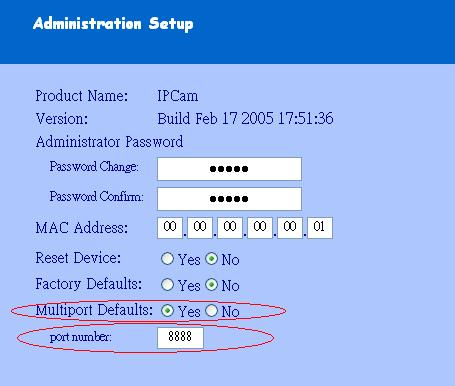 Administration Setup
Product Name: IPCam
Version: Build Feb 17 2005 17:51:36
Administrator Password
Password Change: •••••
Password Confirm: •••••
MAC Address: 00 . 00 . 00 . 00 . 00 . 01
Reset Device: Yes No
Factory Defaults: Yes No
Multiport Defaults: Yes No
port number: 8888